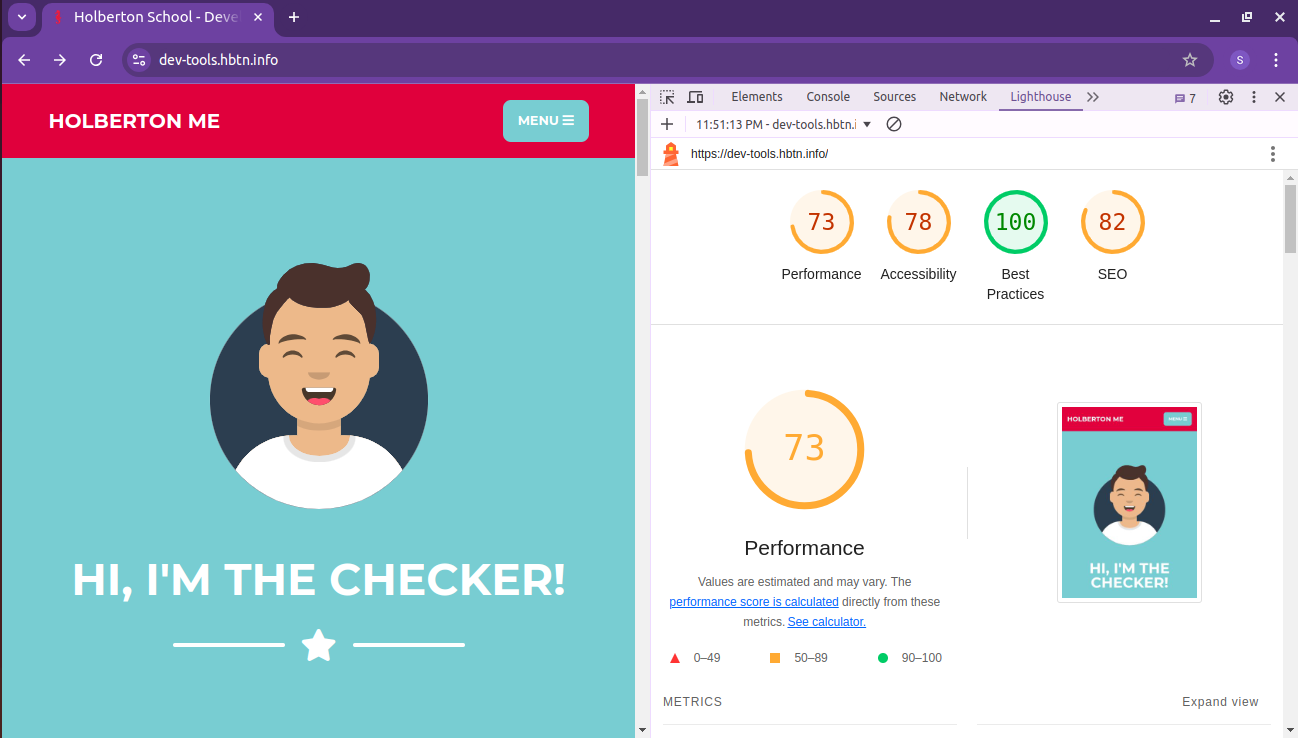 Holberton School - Deve
dev-tools.hbtn.info
S
HOLBERTON ME
MENU
HI, I'M THE CHECKER!
Elements Console Sources Network Lighthouse 7
11:51:13 PM - dev-tools.hbtn.i
https://dev-tools.hbtn.info/
73 78 100 82
Performance Accessibility Best Practices SEO
73
HOLBERTON ME MENU
HI, I'M THE
CHECKER!
Performance
Values are estimated and may vary. The
performance score is calculated directly from these
metrics. See calculator.
0–49 50–89 90–100
METRICS Expand view